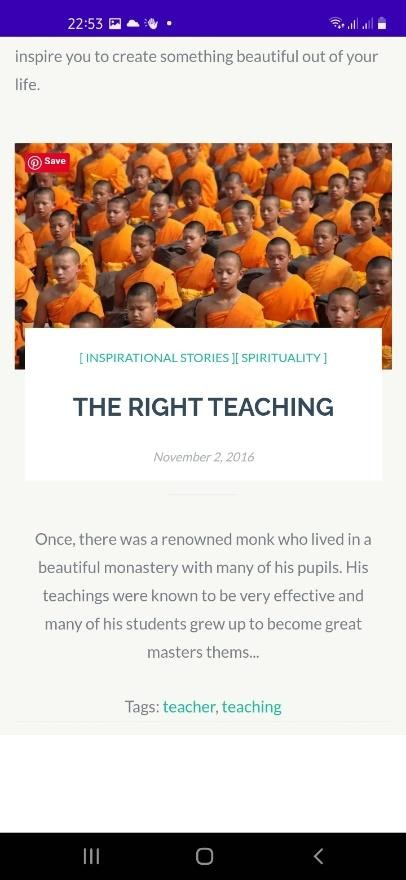 22:53
inspire you to create something beautiful out of your
life.
Save
[ INSPIRATIONAL STORIES ][ SPIRITUALITY ]
THE RIGHT TEACHING
November 2, 2016
Once, there was a renowned monk who lived in a
beautiful monastery with many of his pupils. His
teachings were known to be very effective and
many of his students grew up to become great
masters thems...
Tags: teacher, teaching